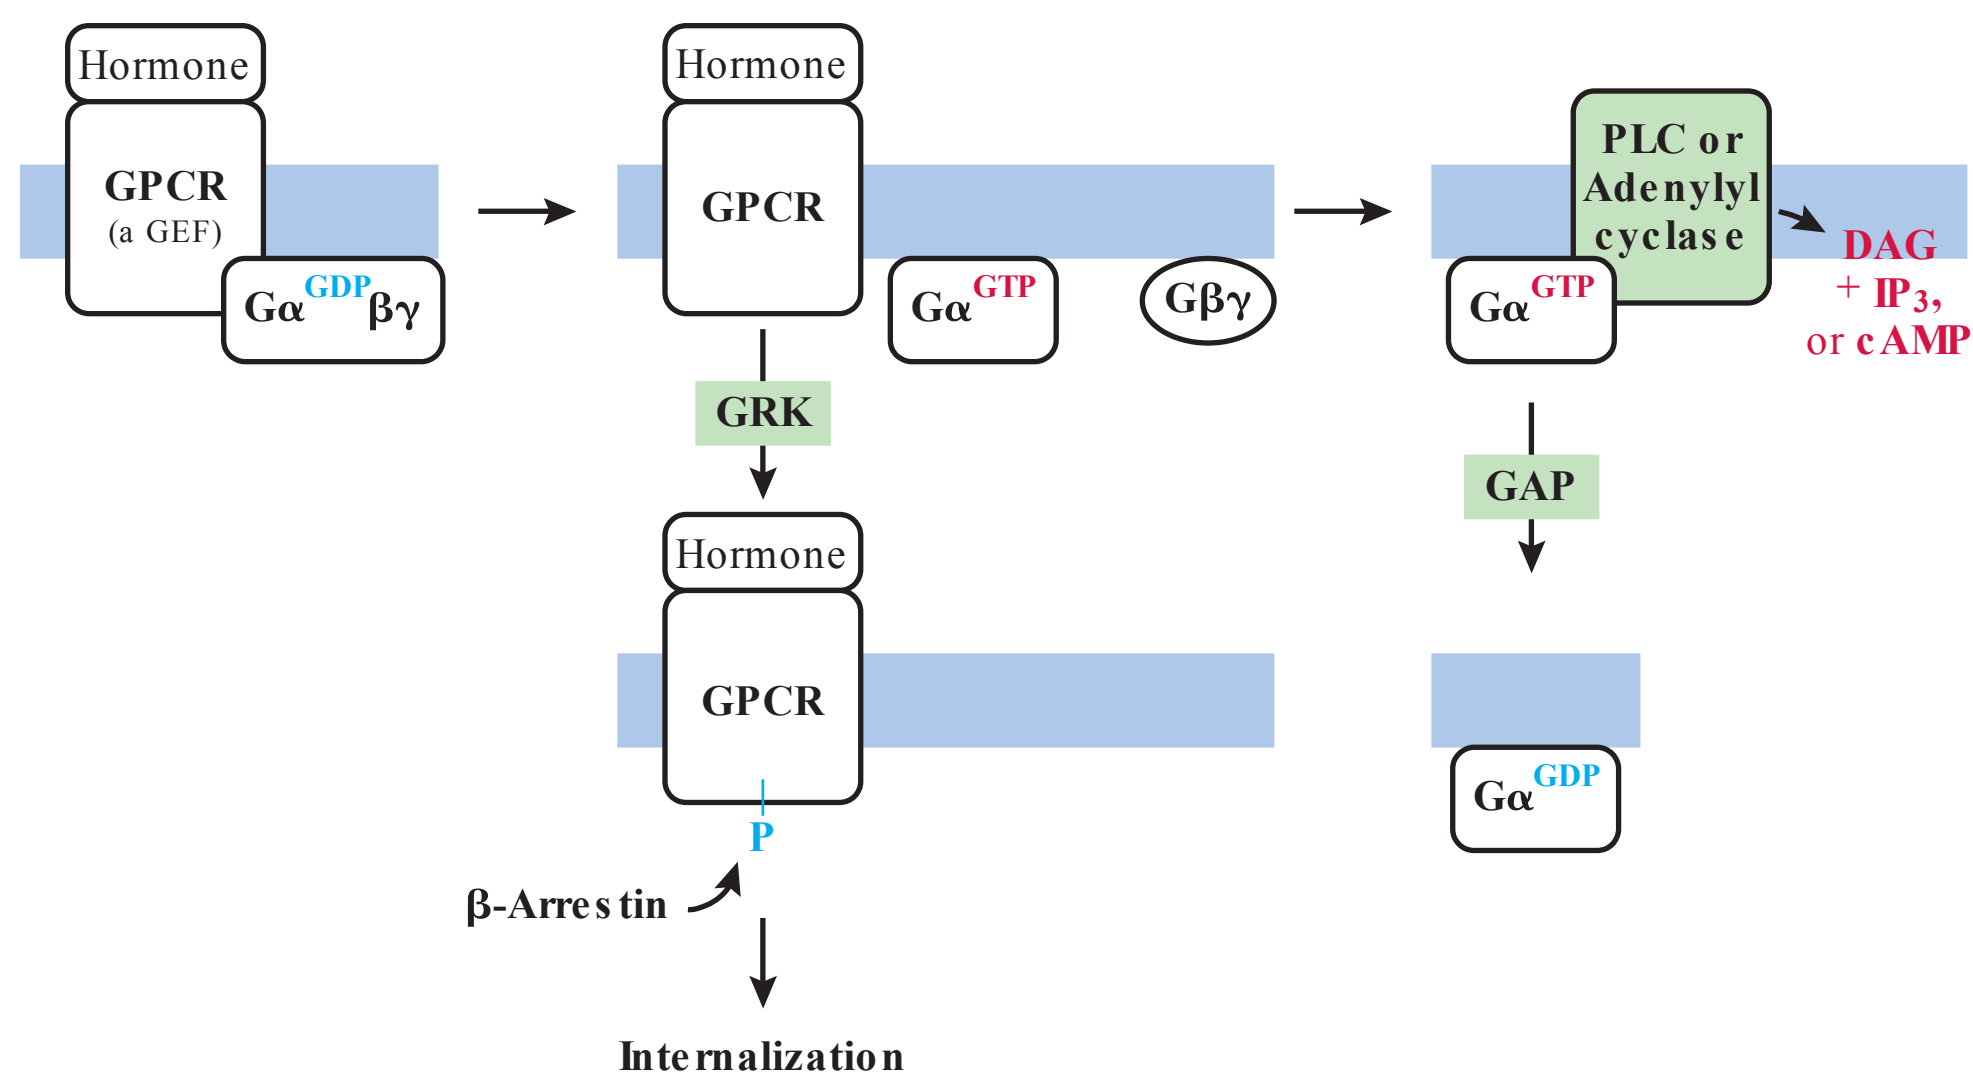 Hormone
GPCR
(a GEF)
GαGDPβγ
Hormone
GPCR
GαGTP
Gβγ
PLC or
Adenylyl
cyclase
GαGTP
DAG
+ IP3,
or cAMP
GRK
GAP
Hormone
GPCR
P
β-Arrestin
Internalization
GαGDP